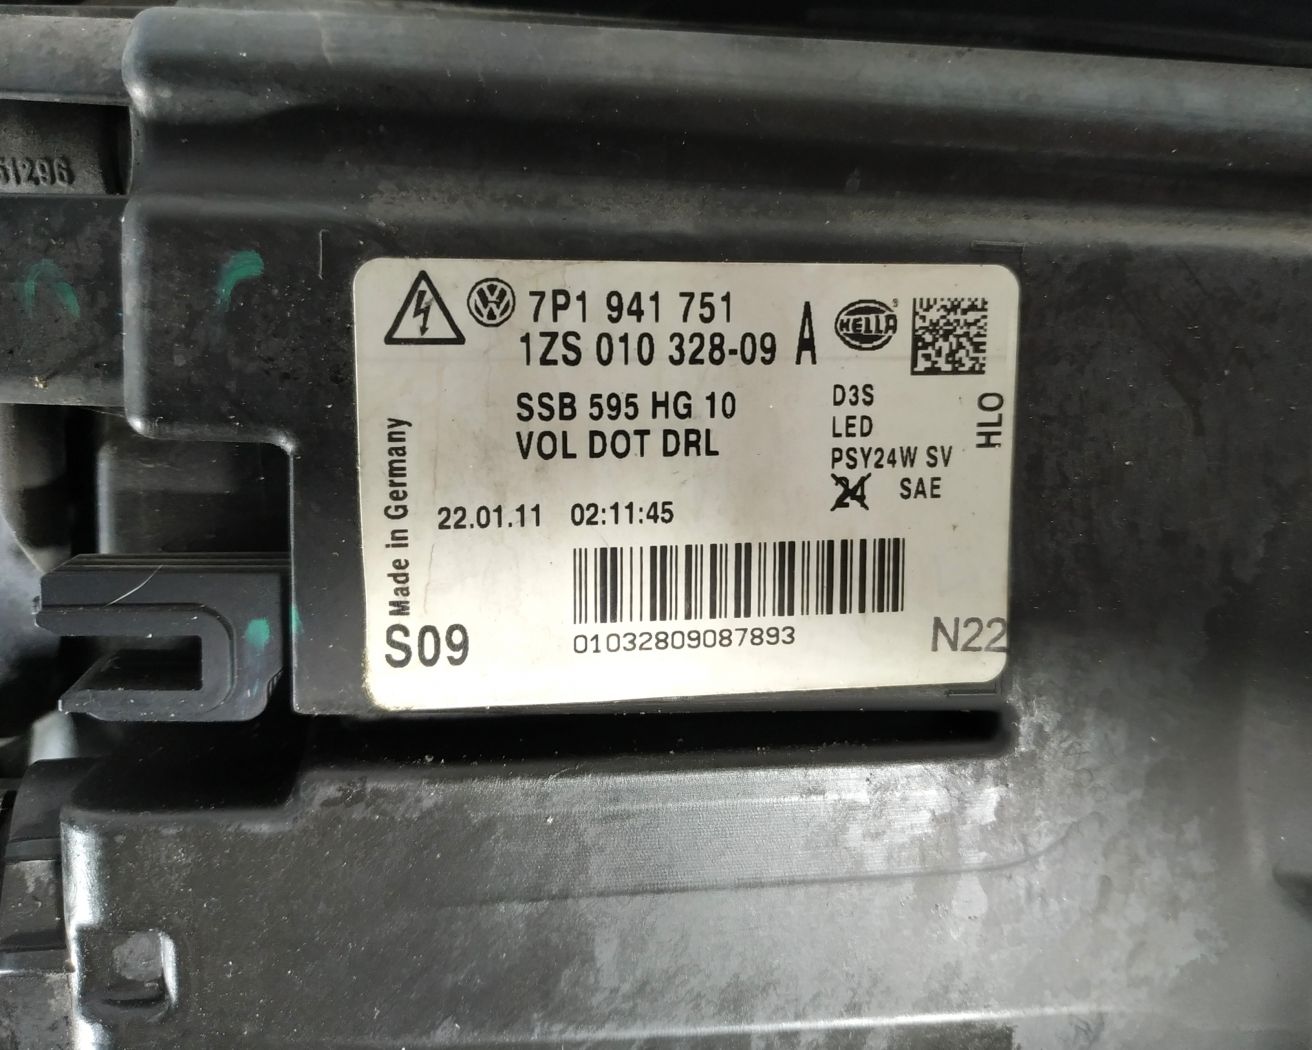 51296
7P1 941 751
1ZS 010 328-09 A
HELLA
SSB 595 HG 10
VOL DOT DRL
D3S
LED
PSY24W SV
24 SAE
HLO
Made in Germany
22.01.11 02:11:45
01032809087893
S09
N22